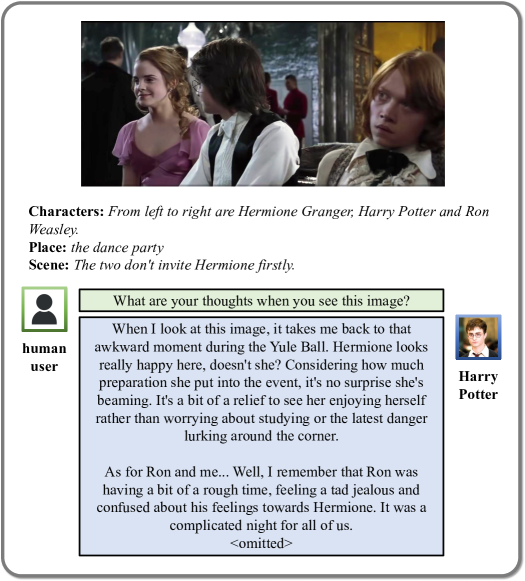 Characters: From left to right are Hermione Granger, Harry Potter and Ron
Weasley.
Place: the dance party
Scene: The two don't invite Hermione firstly.
What are your thoughts when you see this image?
human
user
When I look at this image, it takes me back to that
awkward moment during the Yule Ball. Hermione looks
really happy here, doesn't she? Considering how much
preparation she put into the event, it's no surprise she's
beaming. It's a bit of a relief to see her enjoying herself
rather than worrying about studying or the latest danger
lurking around the corner.
As for Ron and me... Well, I remember that Ron was
having a bit of a rough time, feeling a tad jealous and
confused about his feelings towards Hermione. It was a
complicated night for all of us.
<omitted>
Harry
Potter